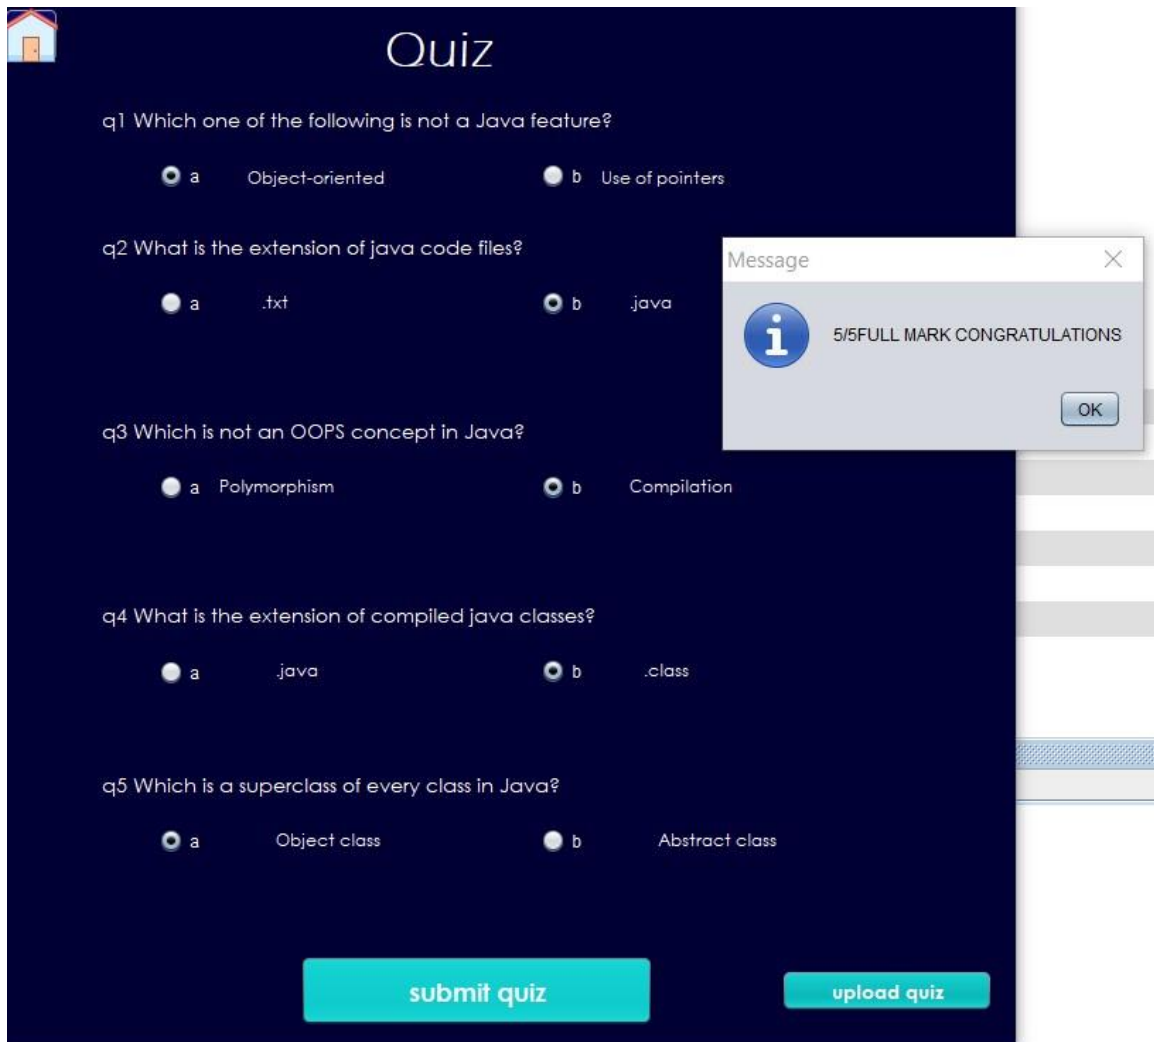 Quiz
q1 Which one of the following is not a Java feature?
a Object-oriented b Use of pointers
q2 What is the extension of java code files?
a .txt b .java
Message
5/5FULL MARK CONGRATULATIONS
OK
q3 Which is not an OOPS concept in Java?
a Polymorphism b Compilation
q4 What is the extension of compiled java classes?
a .java b .class
q5 Which is a superclass of every class in Java?
a Object class b Abstract class
submit quiz
upload quiz